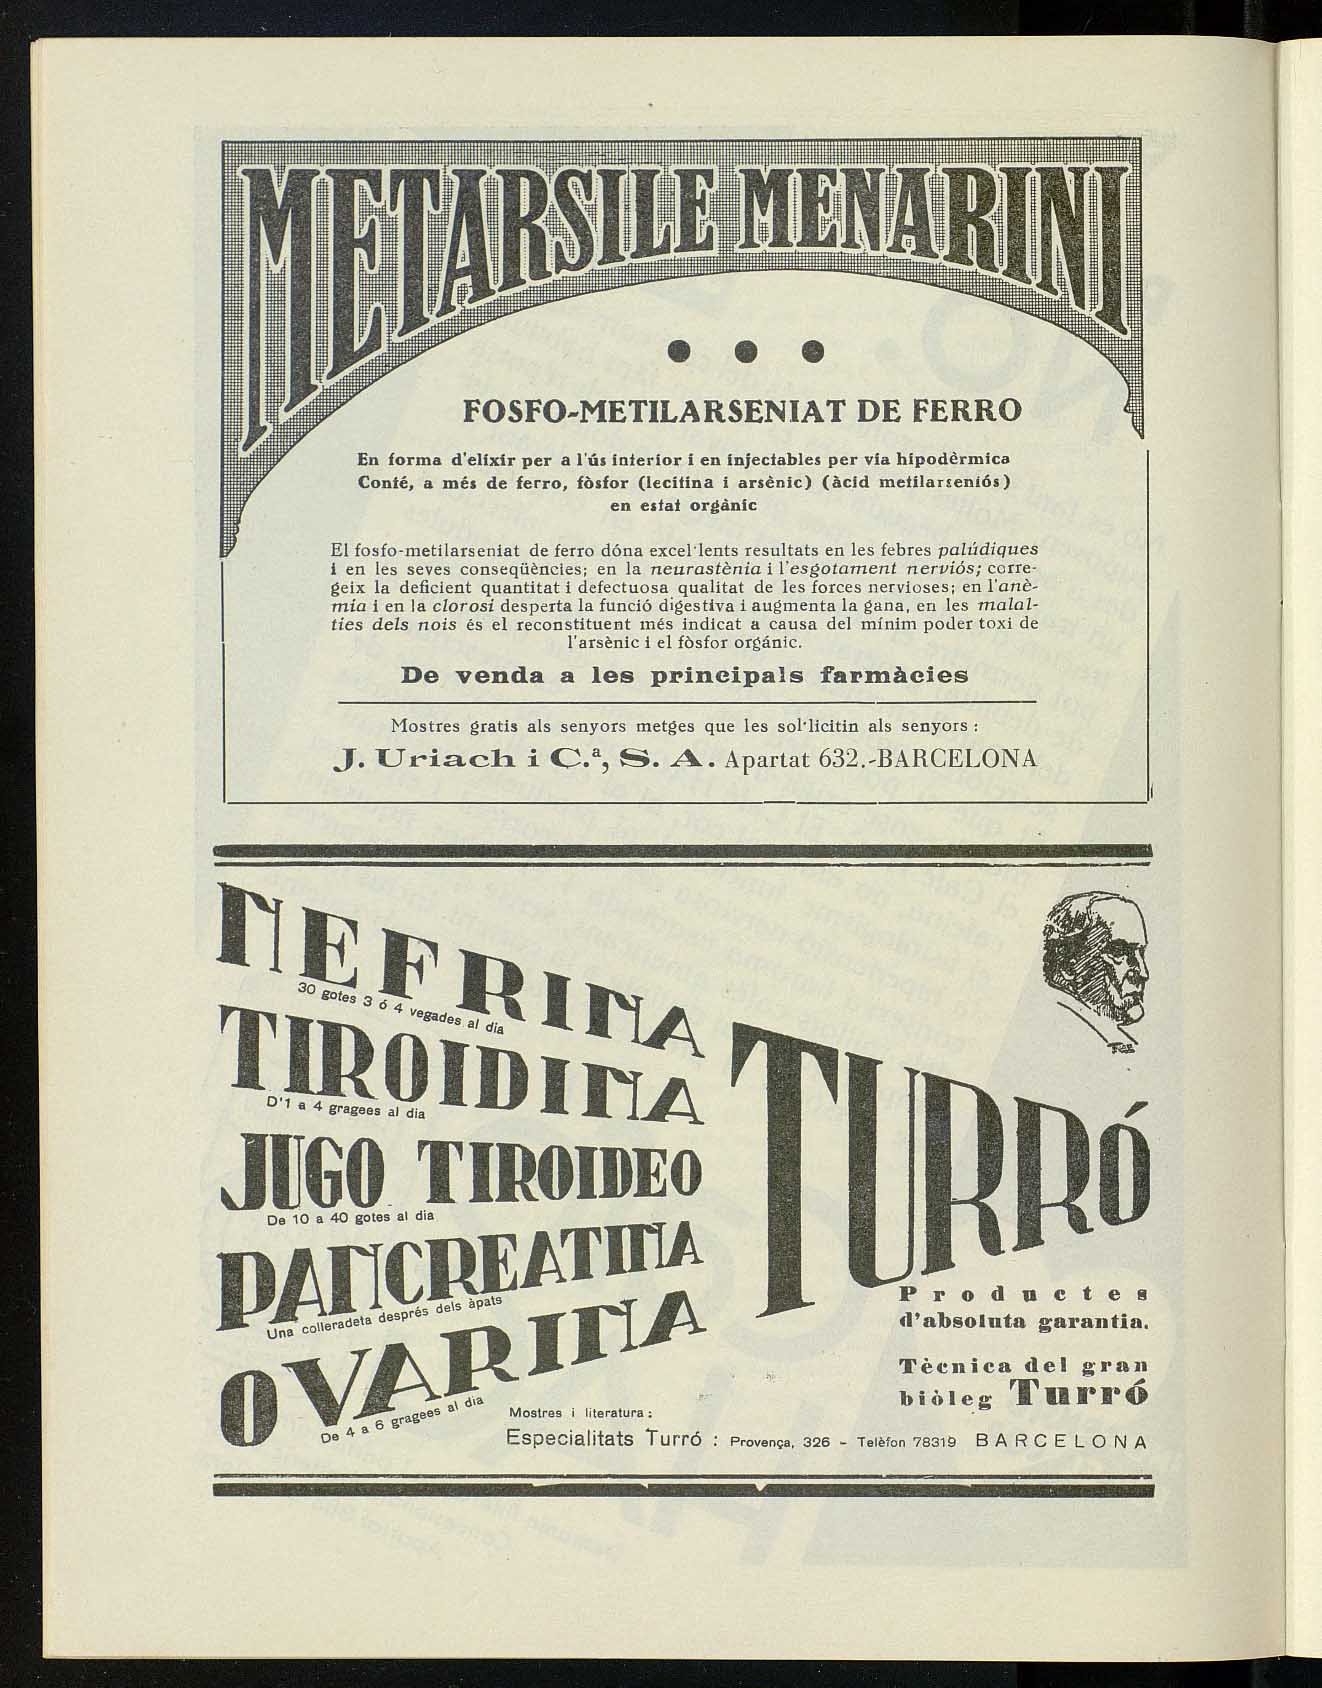 METARSILE MENARINI
FOSFO-METILARSENIAT DE FERRO
En forma d'elixir per a l'ús interior i en injectables per via hipodèrmica
Conté, a més de ferro, fòsfor (lecitina i arsènic) (àcid metilarseniós)
en estat orgànic
El fosfo-metilarseniat de ferro dóna excel·lents resultats en les febres palúdiques
i en les seves conseqüències; en la neurastènia i l'esgotament nerviós; corre-
geix la deficient quantitat i defectuosa qualitat de les forces nervioses; en l'anè-
mia i en la clorosi desperta la funció digestiva i augmenta la gana, en les malal-
ties dels nois és el reconstituent més indicat a causa del mínim poder toxi de
l'arsènic i el fòsfor orgánic.
De venda a les principals farmàcies
Mostres gratis als senyors metges que les sol·licitin als senyors :
J. Uriach i C.ª, S. A. Apartat 632.-BARCELONA
NEFRINA
30 gotes 3 ó 4 vegades al dia
TIROIDINA
D'1 a 4 gragees al dia
JUGO TIROIDEO
De 10 a 40 gotes al dia
PANCREATINA
Una colleradeta després dels àpats
OVARINA
De 4 a 6 gragees al dia
TURRÓ
Productes
d'absoluta garantia.
Tècnica del gran
biòleg Turró
Mostres i literatura :
Especialitats Turró : Provença, 326 - Telèfon 78319 BARCELONA